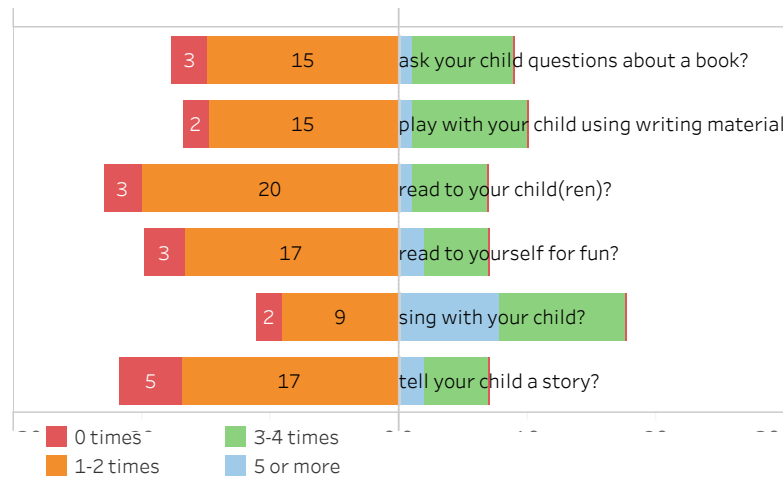 3 15 ask your child questions about a book?
2 15 play with your child using writing material
3 20 read to your child(ren)?
3 17 read to yourself for fun?
2 9 sing with your child?
5 17 tell your child a story?
0 times 3-4 times
1-2 times 5 or more